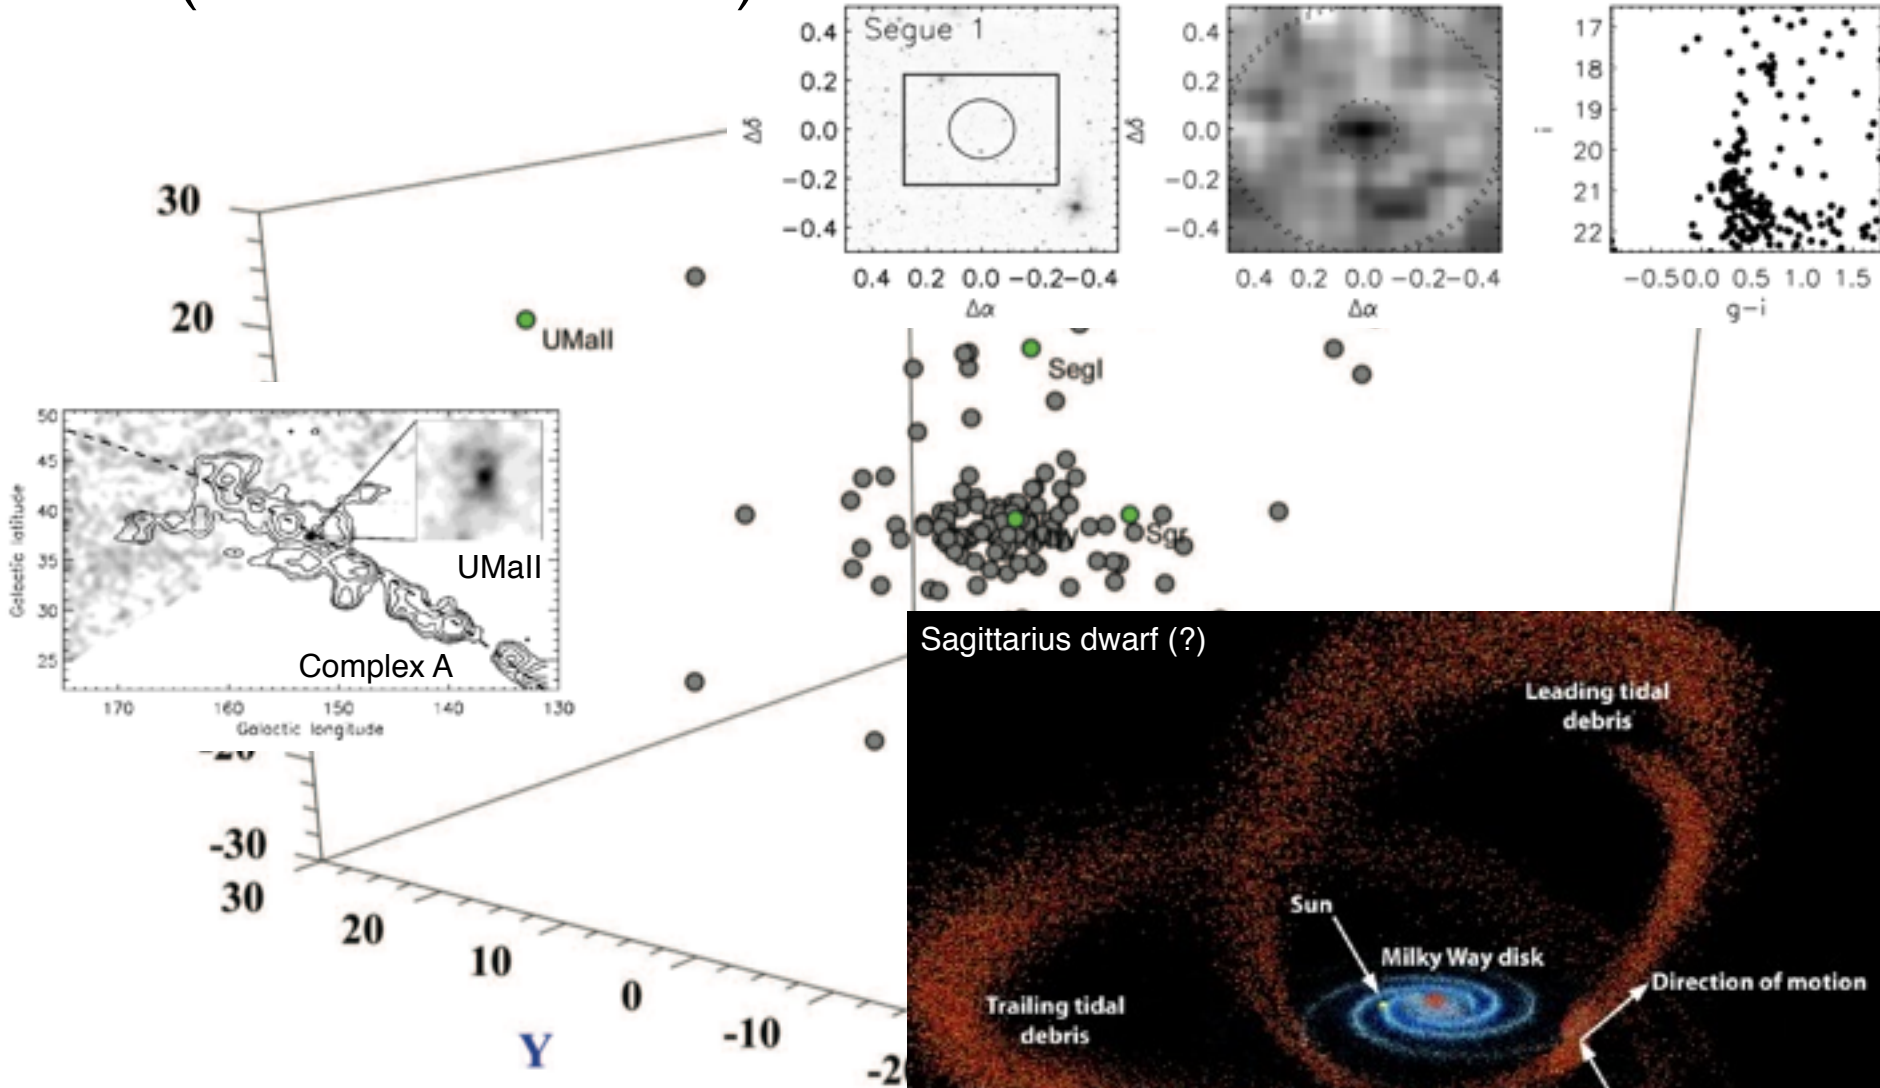 Segue 1
0.4
0.2
0.0
−0.2
−0.4
Δδ
0.4 0.2 0.0 −0.2−0.4
Δα
0.4
0.2
0.0
−0.2
−0.4
Δδ
0.4 0.2 0.0 −0.2−0.4
Δα
17
18
19
20
21
22
i
−0.50.0 0.5 1.0 1.5
g−i
30
20
UMaII
SegI
Sgr
50
45
40
35
30
25
Galactic latitude
UMaII
Complex A
170 160 150 140 130
Galactic longitude
-20
-30
30
20
10
0
-10
Y
Sagittarius dwarf (?)
Leading tidal
debris
Sun
Milky Way disk
Direction of motion
Trailing tidal
debris